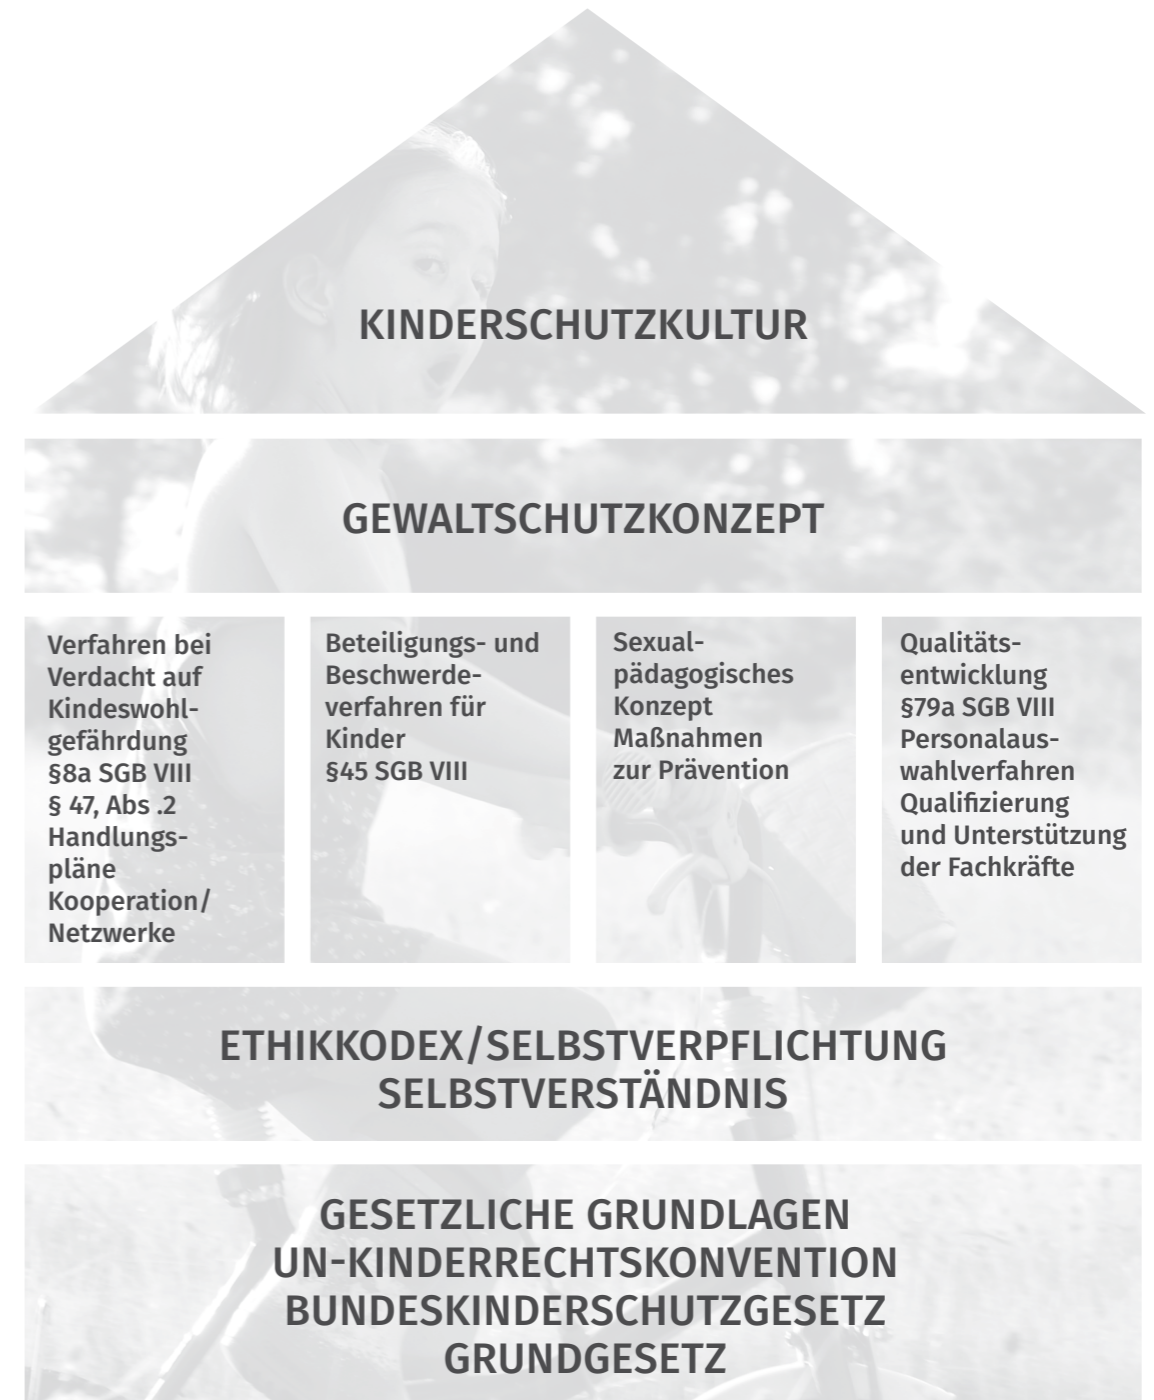 KINDERSCHUTZKULTUR
GEWALTSCHUTZKONZEPT
Verfahren bei
Verdacht auf
Kindeswohl-
gefährdung
§8a SGB VIII
§ 47, Abs .2
Handlungs-
pläne
Kooperation/
Netzwerke
Beteiligungs- und
Beschwerde-
verfahren für
Kinder
§45 SGB VIII
Sexual-
pädagogisches
Konzept
Maßnahmen
zur Prävention
Qualitäts-
entwicklung
§79a SGB VIII
Personalaus-
wahlverfahren
Qualifizierung
und Unterstützung
der Fachkräfte
ETHIKKODEX/SELBSTVERPFLICHTUNG
SELBSTVERSTÄNDNIS
GESETZLICHE GRUNDLAGEN
UN-KINDERRECHTSKONVENTION
BUNDESKINDERSCHUTZGESETZ
GRUNDGESETZ